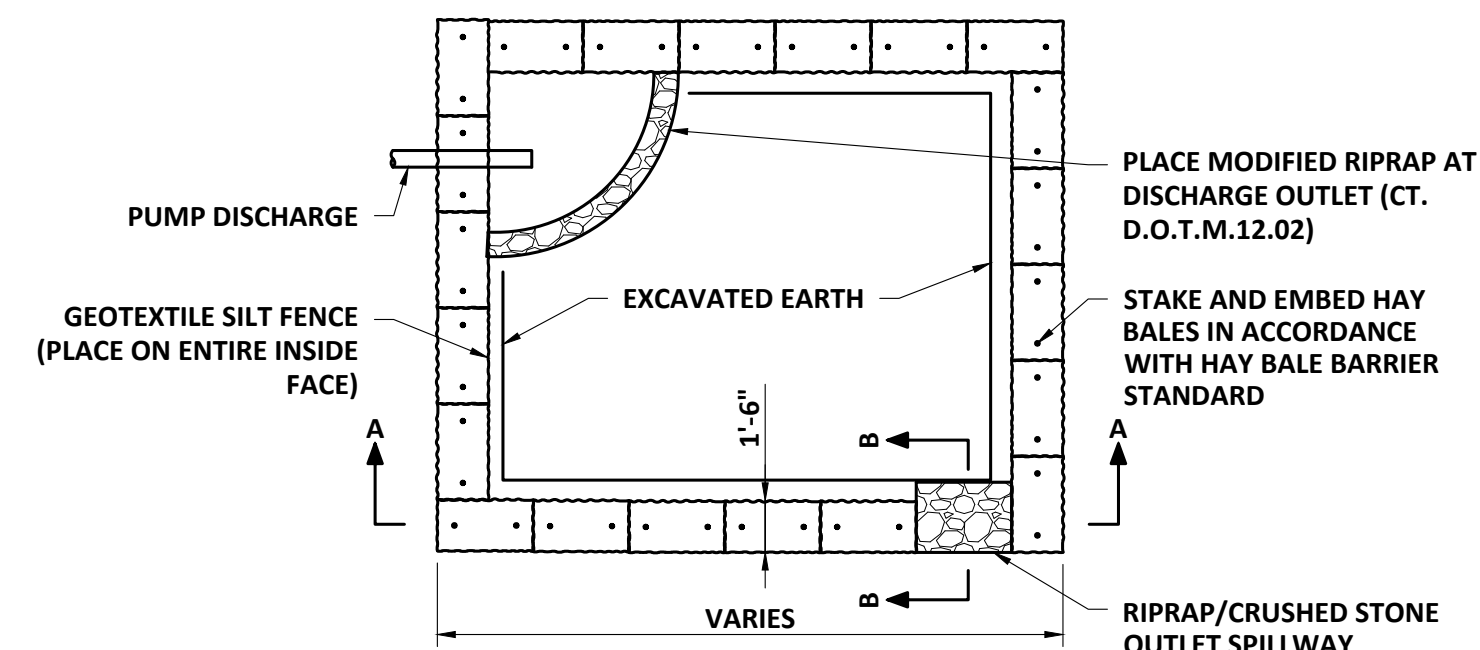 PUMP DISCHARGE
GEOTEXTILE SILT FENCE
(PLACE ON ENTIRE INSIDE
FACE)
EXCAVATED EARTH
PLACE MODIFIED RIPRAP AT
DISCHARGE OUTLET (CT.
D.O.T.M.12.02)
STAKE AND EMBED HAY
BALES IN ACCORDANCE
WITH HAY BALE BARRIER
STANDARD
A
A
1'-6"
B
B
VARIES
RIPRAP/CRUSHED STONE
OUTLET SPILLWAY